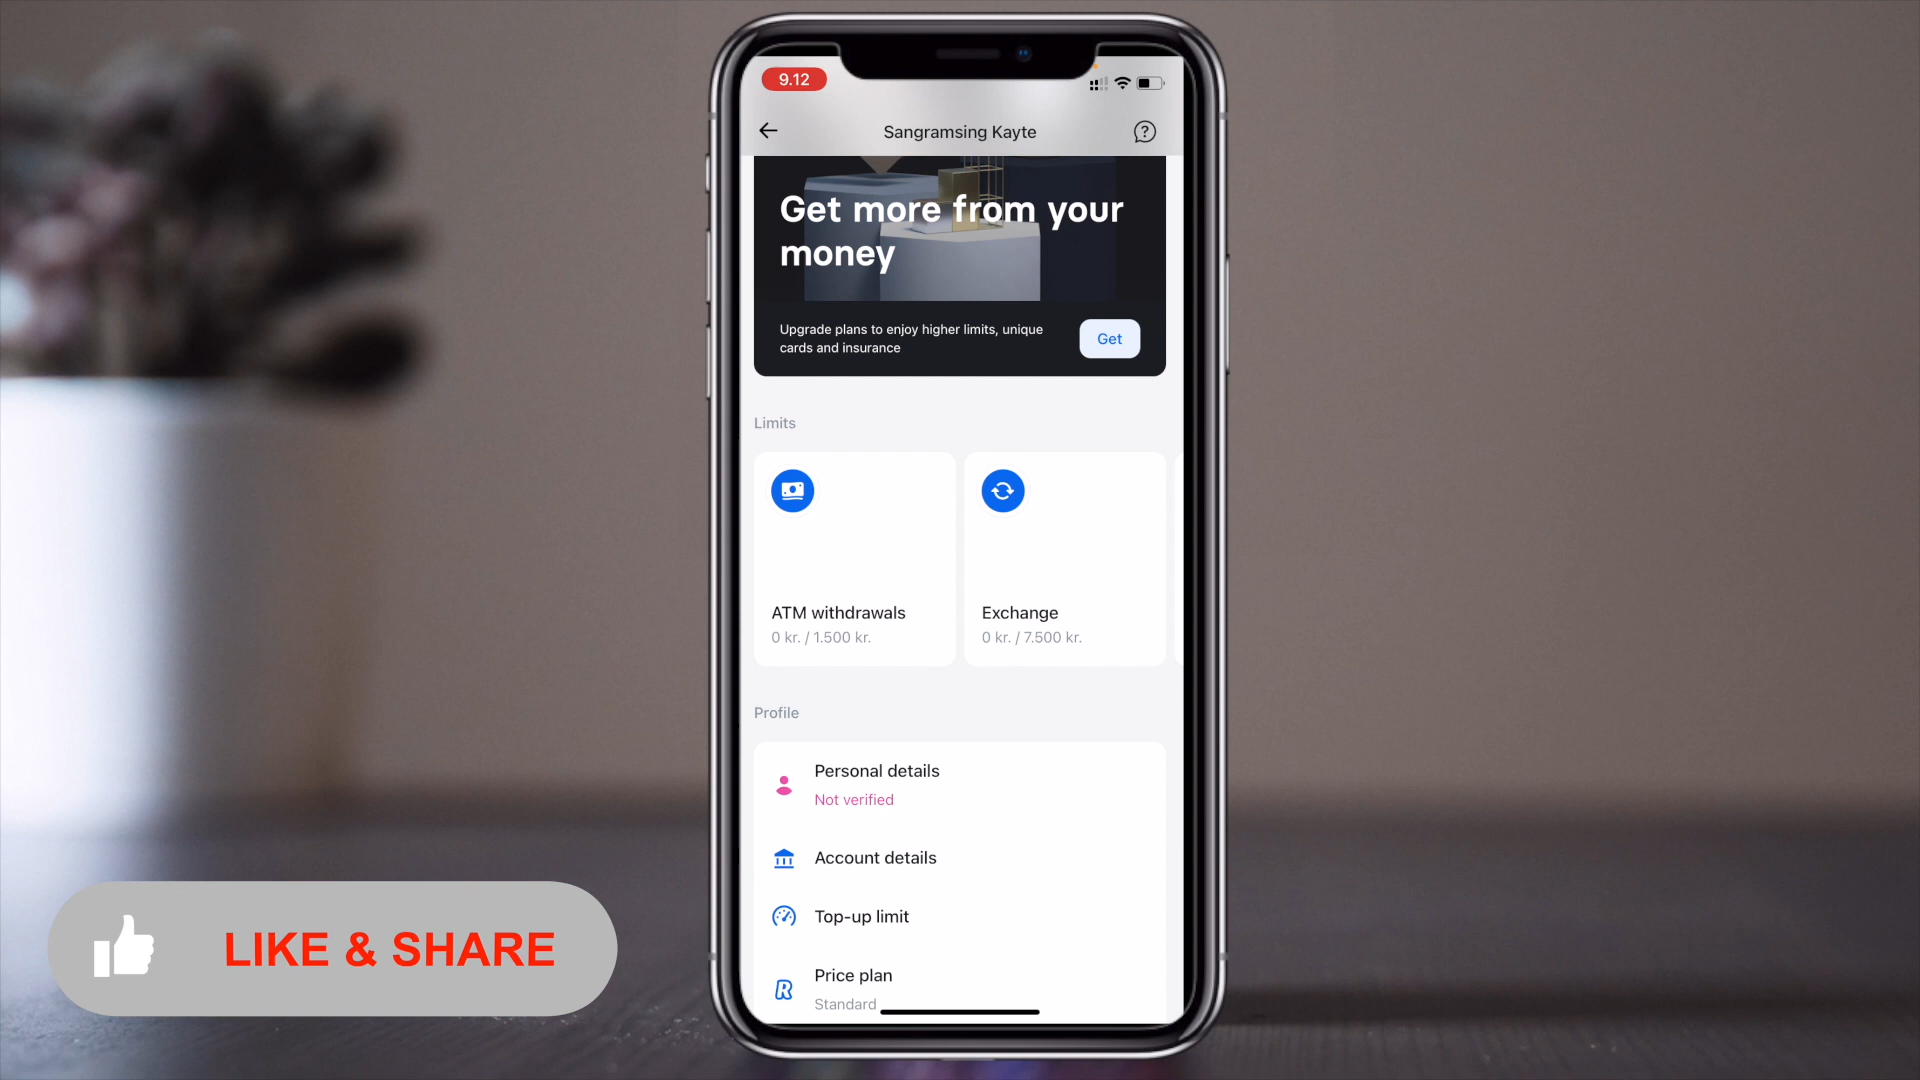 9.12
Sangramsing Kayte
Get more from your
money
Upgrade plans to enjoy higher limits, unique
cards and insurance
Get
Limits
ATM withdrawals
0 kr. / 1.500 kr.
Exchange
0 kr. / 7.500 kr.
Profile
Personal details
Not verified
Account details
Top-up limit
Price plan
Standard
LIKE & SHARE